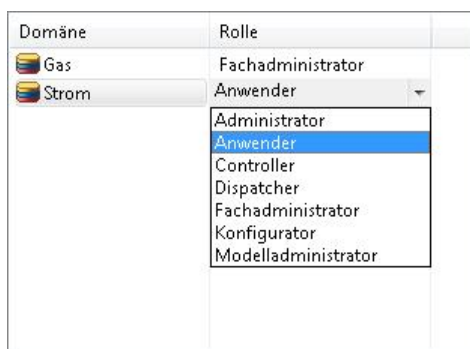 Domäne Rolle
Gas Fachadministrator
Strom Anwender
Administrator
Anwender
Controller
Dispatcher
Fachadministrator
Konfigurator
Modelladministrator